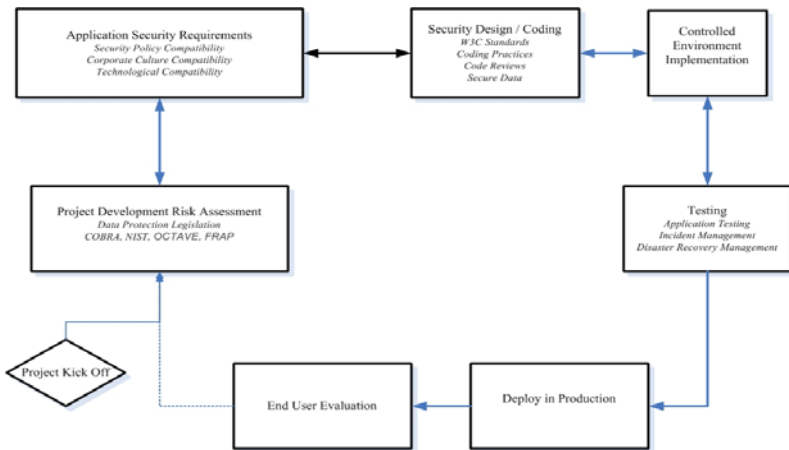 Application Security Requirements
Security Policy Compatibility
Corporate Culture Compatibility
Technological Compatibility
Security Design / Coding
W3C Standards
Coding Practices
Code Reviews
Secure Data
Controlled
Environment
Implementation
Project Development Risk Assessment
Data Protection Legislation
COBRA, NIST, OCTAVE, FRAP
Testing
Application Testing
Incident Management
Disaster Recovery Management
Project Kick Off
End User Evaluation
Deploy in Production